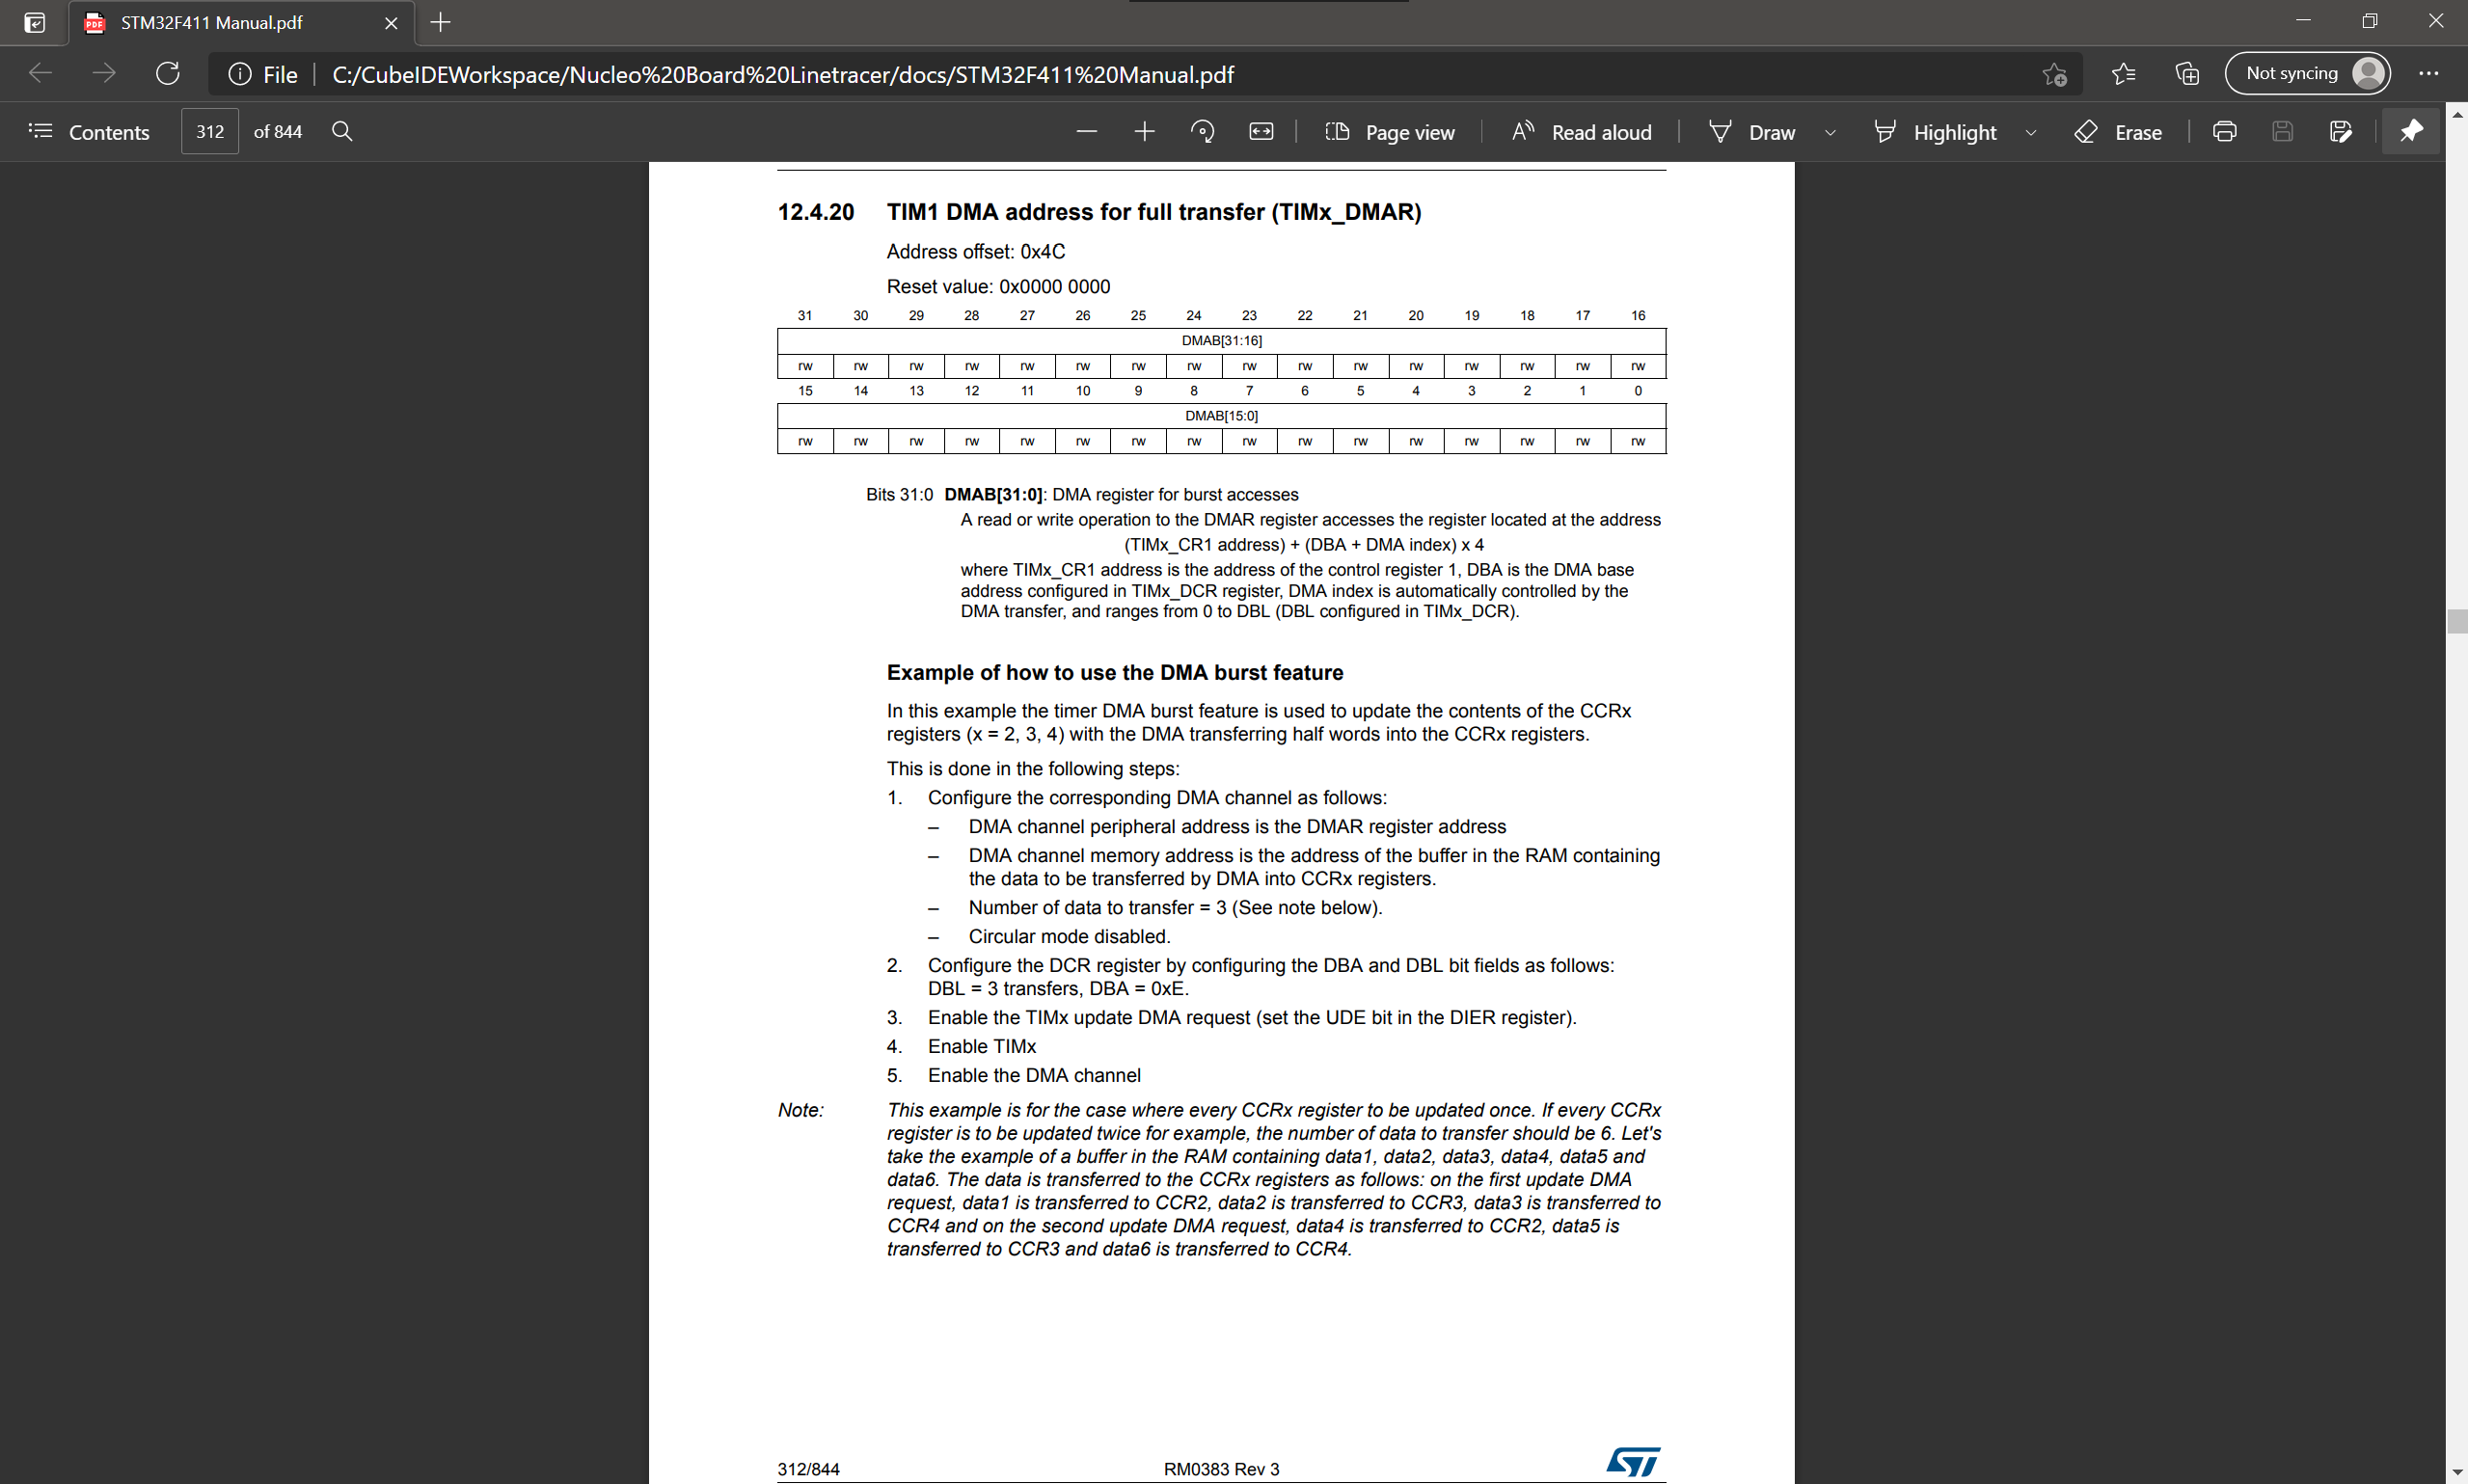 STM32F411 Manual.pdf
File
C:/CubeIDEWorkspace/Nucleo%20Board%20Linetracer/docs/STM32F411%20Manual.pdf
Not syncing
Contents
312
of 844
Page view
Read aloud
Draw
Highlight
Erase
12.4.20 TIM1 DMA address for full transfer (TIMx_DMAR)
Address offset: 0x4C
Reset value: 0x0000 0000
31 30 29 28 27 26 25 24 23 22 21 20 19 18 17 16
DMAB[31:16]
rw rw rw rw rw rw rw rw rw rw rw rw rw rw rw rw
15 14 13 12 11 10 9 8 7 6 5 4 3 2 1 0
DMAB[15:0]
rw rw rw rw rw rw rw rw rw rw rw rw rw rw rw rw
Bits 31:0 DMAB[31:0]: DMA register for burst accesses
A read or write operation to the DMAR register accesses the register located at the address
(TIMx_CR1 address) + (DBA + DMA index) x 4
where TIMx_CR1 address is the address of the control register 1, DBA is the DMA base
address configured in TIMx_DCR register, DMA index is automatically controlled by the
DMA transfer, and ranges from 0 to DBL (DBL configured in TIMx_DCR).
Example of how to use the DMA burst feature
In this example the timer DMA burst feature is used to update the contents of the CCRx
registers (x = 2, 3, 4) with the DMA transferring half words into the CCRx registers.
This is done in the following steps:
1. Configure the corresponding DMA channel as follows:
– DMA channel peripheral address is the DMAR register address
– DMA channel memory address is the address of the buffer in the RAM containing
the data to be transferred by DMA into CCRx registers.
– Number of data to transfer = 3 (See note below).
– Circular mode disabled.
2. Configure the DCR register by configuring the DBA and DBL bit fields as follows:
DBL = 3 transfers, DBA = 0xE.
3. Enable the TIMx update DMA request (set the UDE bit in the DIER register).
4. Enable TIMx
5. Enable the DMA channel
Note: This example is for the case where every CCRx register to be updated once. If every CCRx
register is to be updated twice for example, the number of data to transfer should be 6. Let's
take the example of a buffer in the RAM containing data1, data2, data3, data4, data5 and
data6. The data is transferred to the CCRx registers as follows: on the first update DMA
request, data1 is transferred to CCR2, data2 is transferred to CCR3, data3 is transferred to
CCR4 and on the second update DMA request, data4 is transferred to CCR2, data5 is
transferred to CCR3 and data6 is transferred to CCR4.
312/844 RM0383 Rev 3 ST